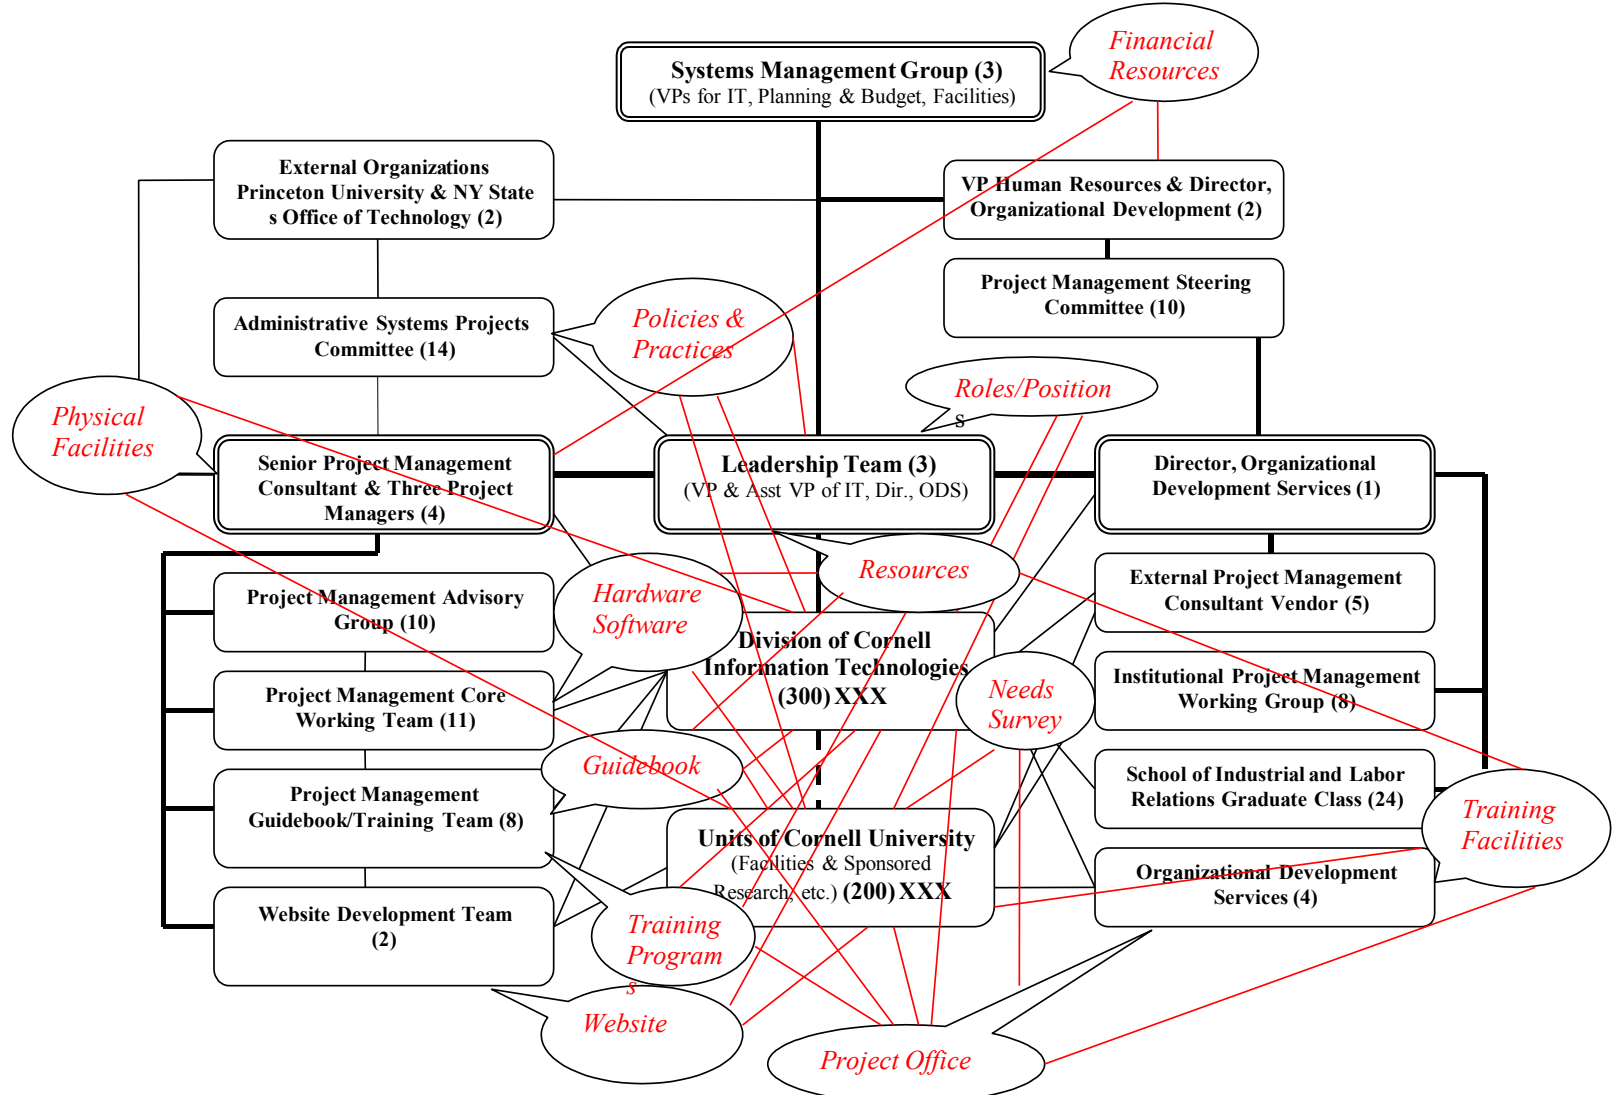 Financial
Resources
Systems Management Group (3)
(VPs for IT, Planning & Budget, Facilities)
External Organizations
Princeton University & NY State
s Office of Technology (2)
VP Human Resources & Director,
Organizational Development (2)
Project Management Steering
Committee (10)
Administrative Systems Projects
Committee (14)
Policies &
Practices
Roles/Position
s
Physical
Facilities
Senior Project Management
Consultant & Three Project
Managers (4)
Leadership Team (3)
(VP & Asst VP of IT, Dir., ODS)
Director, Organizational
Development Services (1)
Resources
Hardware
Software
Project Management Advisory
Group (10)
External Project Management
Consultant Vendor (5)
Division of Cornell
Information Technologies
(300) XXX
Project Management Core
Working Team (11)
Needs
Survey
Institutional Project Management
Working Group (8)
Guidebook
Project Management
Guidebook/Training Team (8)
School of Industrial and Labor
Relations Graduate Class (24)
Training
Facilities
Units of Cornell University
(Facilities & Sponsored
Research, etc.) (200) XXX
Organizational Development
Services (4)
Website Development Team
(2)
Training
Program
s
Website
Project Office